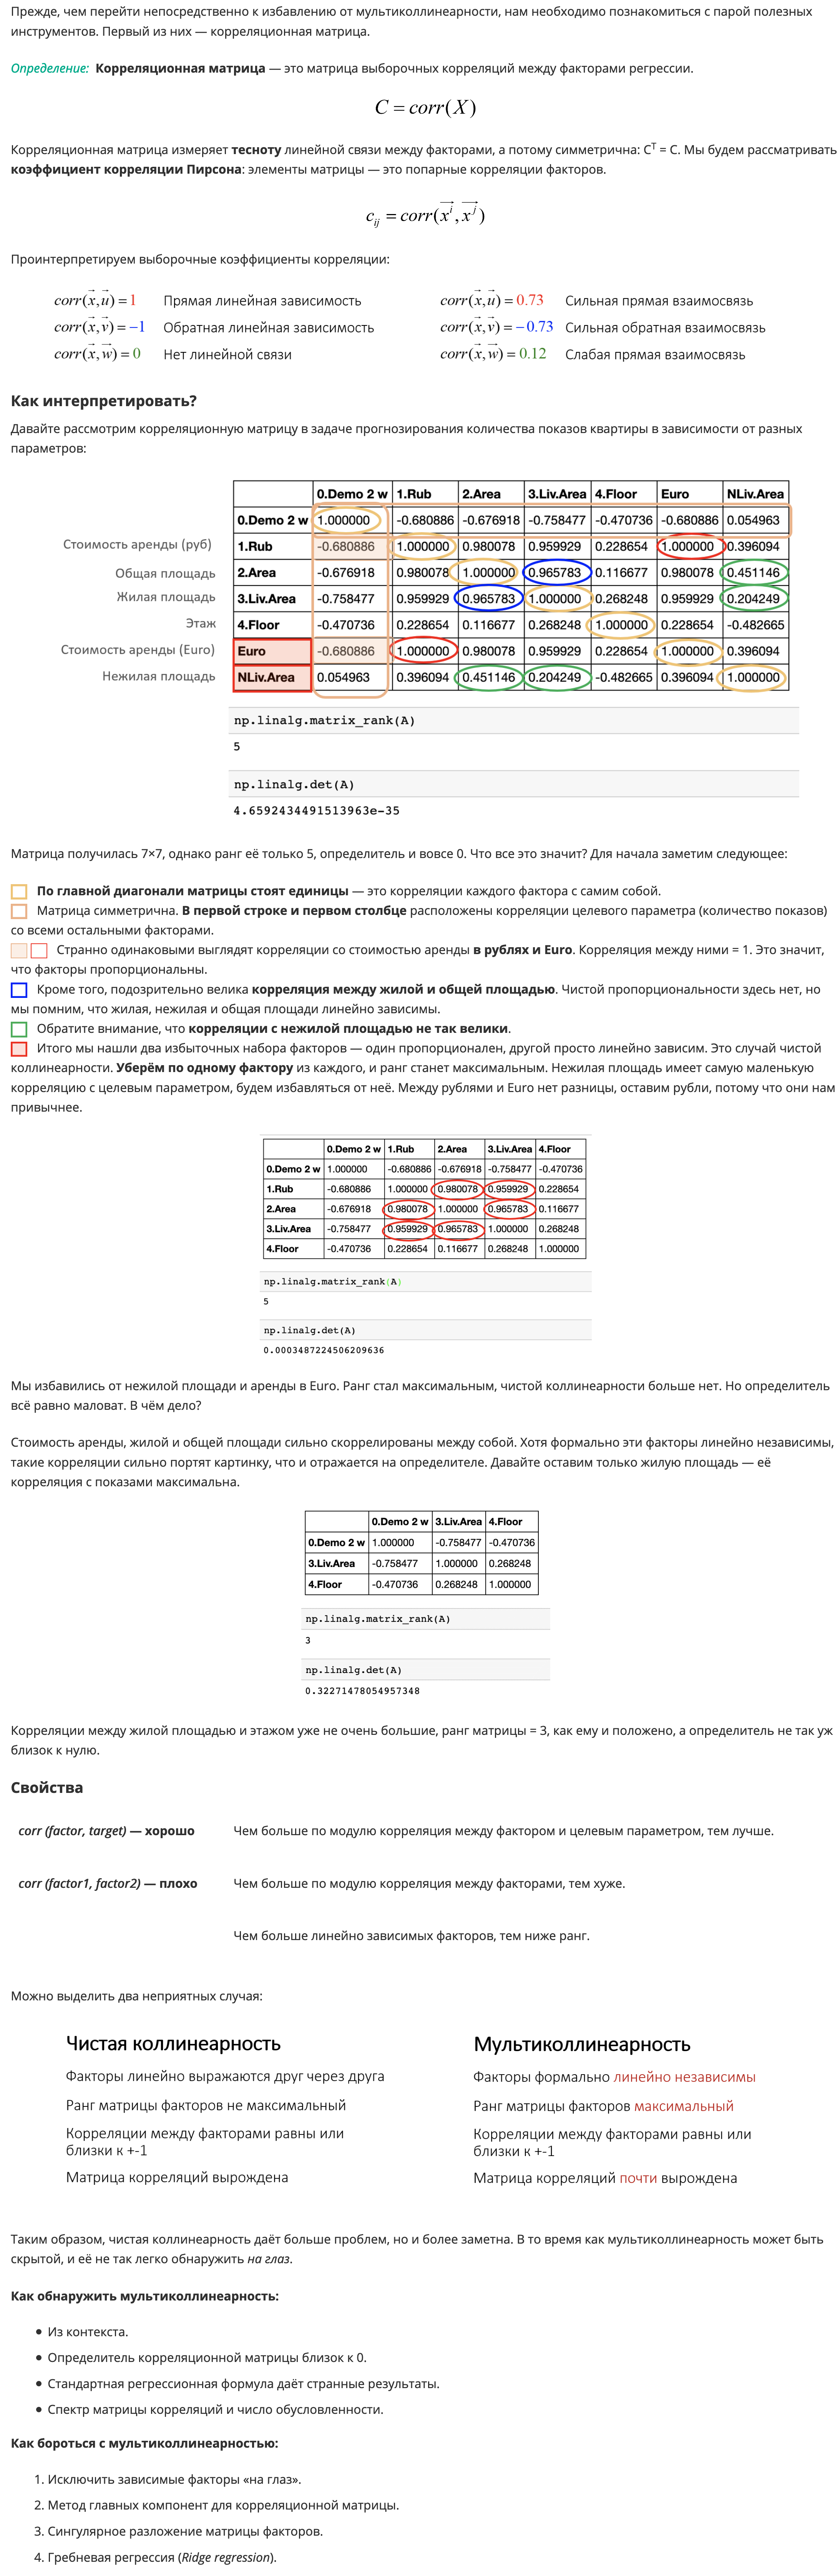 Прежде, чем перейти непосредственно к избавлению от мультиколлинеарности, нам необходимо познакомиться с парой полезных
инструментов. Первый из них — корреляционная матрица.
Определение: Корреляционная матрица — это матрица выборочных корреляций между факторами регрессии.
C = corr(X)
Корреляционная матрица измеряет тесноту линейной связи между факторами, а потому симметрична: Cᵀ = C. Мы будем рассматривать
коэффициент корреляции Пирсона: элементы матрицы — это попарные корреляции факторов.
cᵢⱼ = corr(xⁱ, xʲ)
Проинтерпретируем выборочные коэффициенты корреляции:
corr(x,u) = 1 Прямая линейная зависимость corr(x,u) = 0.73 Сильная прямая взаимосвязь
corr(x,v) = −1 Обратная линейная зависимость corr(x,v) = −0.73 Сильная обратная взаимосвязь
corr(x,w) = 0 Нет линейной связи corr(x,w) = 0.12 Слабая прямая взаимосвязь
Как интерпретировать?
Давайте рассмотрим корреляционную матрицу в задаче прогнозирования количества показов квартиры в зависимости от разных
параметров:
0.Demo 2 w 1.Rub 2.Area 3.Liv.Area 4.Floor Euro NLiv.Area
0.Demo 2 w 1.000000 -0.680886 -0.676918 -0.758477 -0.470736 -0.680886 0.054963
Стоимость аренды (руб) 1.Rub -0.680886 1.000000 0.980078 0.959929 0.228654 1.000000 0.396094
Общая площадь 2.Area -0.676918 0.980078 1.000000 0.965783 0.116677 0.980078 0.451146
Жилая площадь 3.Liv.Area -0.758477 0.959929 0.965783 1.000000 0.268248 0.959929 0.204249
Этаж 4.Floor -0.470736 0.228654 0.116677 0.268248 1.000000 0.228654 -0.482665
Стоимость аренды (Euro) Euro -0.680886 1.000000 0.980078 0.959929 0.228654 1.000000 0.396094
Нежилая площадь NLiv.Area 0.054963 0.396094 0.451146 0.204249 -0.482665 0.396094 1.000000
np.linalg.matrix_rank(A)
5
np.linalg.det(A)
4.6592434491513963e-35
Матрица получилась 7×7, однако ранг её только 5, определитель и вовсе 0. Что все это значит? Для начала заметим следующее:
По главной диагонали матрицы стоят единицы — это корреляции каждого фактора с самим собой.
Матрица симметрична. В первой строке и первом столбце расположены корреляции целевого параметра (количество показов)
со всеми остальными факторами.
Странно одинаковыми выглядят корреляции со стоимостью аренды в рублях и Euro. Корреляция между ними = 1. Это значит,
что факторы пропорциональны.
Кроме того, подозрительно велика корреляция между жилой и общей площадью. Чистой пропорциональности здесь нет, но
мы помним, что жилая, нежилая и общая площади линейно зависимы.
Обратите внимание, что корреляции с нежилой площадью не так велики.
Итого мы нашли два избыточных набора факторов — один пропорционален, другой просто линейно зависим. Это случай чистой
коллинеарности. Уберём по одному фактору из каждого, и ранг станет максимальным. Нежилая площадь имеет самую маленькую
корреляцию с целевым параметром, будем избавляться от неё. Между рублями и Euro нет разницы, оставим рубли, потому что они нам
привычнее.
0.Demo 2 w 1.Rub 2.Area 3.Liv.Area 4.Floor
0.Demo 2 w 1.000000 -0.680886 -0.676918 -0.758477 -0.470736
1.Rub -0.680886 1.000000 0.980078 0.959929 0.228654
2.Area -0.676918 0.980078 1.000000 0.965783 0.116677
3.Liv.Area -0.758477 0.959929 0.965783 1.000000 0.268248
4.Floor -0.470736 0.228654 0.116677 0.268248 1.000000
np.linalg.matrix_rank(A)
5
np.linalg.det(A)
0.0003487224506209636
Мы избавились от нежилой площади и аренды в Euro. Ранг стал максимальным, чистой коллинеарности больше нет. Но определитель
всё равно маловат. В чём дело?
Стоимость аренды, жилой и общей площади сильно скоррелированы между собой. Хотя формально эти факторы линейно независимы,
такие корреляции сильно портят картинку, что и отражается на определителе. Давайте оставим только жилую площадь — её
корреляция с показами максимальна.
0.Demo 2 w 3.Liv.Area 4.Floor
0.Demo 2 w 1.000000 -0.758477 -0.470736
3.Liv.Area -0.758477 1.000000 0.268248
4.Floor -0.470736 0.268248 1.000000
np.linalg.matrix_rank(A)
3
np.linalg.det(A)
0.32271478054957348
Корреляции между жилой площадью и этажом уже не очень большие, ранг матрицы = 3, как ему и положено, а определитель не так уж
близок к нулю.
Свойства
corr (factor, target) — хорошо Чем больше по модулю корреляция между фактором и целевым параметром, тем лучше.
corr (factor1, factor2) — плохо Чем больше по модулю корреляция между факторами, тем хуже.
Чем больше линейно зависимых факторов, тем ниже ранг.
Можно выделить два неприятных случая:
Чистая коллинеарность
Факторы линейно выражаются друг через друга
Ранг матрицы факторов не максимальный
Корреляции между факторами равны или
близки к +-1
Матрица корреляций вырождена
Мультиколлинеарность
Факторы формально линейно независимы
Ранг матрицы факторов максимальный
Корреляции между факторами равны или
близки к +-1
Матрица корреляций почти вырождена
Таким образом, чистая коллинеарность даёт больше проблем, но и более заметна. В то время как мультиколлинеарность может быть
скрытой, и её не так легко обнаружить на глаз.
Как обнаружить мультиколлинеарность:
• Из контекста.
• Определитель корреляционной матрицы близок к 0.
• Стандартная регрессионная формула даёт странные результаты.
• Спектр матрицы корреляций и число обусловленности.
Как бороться с мультиколлинеарностью:
1. Исключить зависимые факторы «на глаз».
2. Метод главных компонент для корреляционной матрицы.
3. Сингулярное разложение матрицы факторов.
4. Гребневая регрессия (Ridge regression).